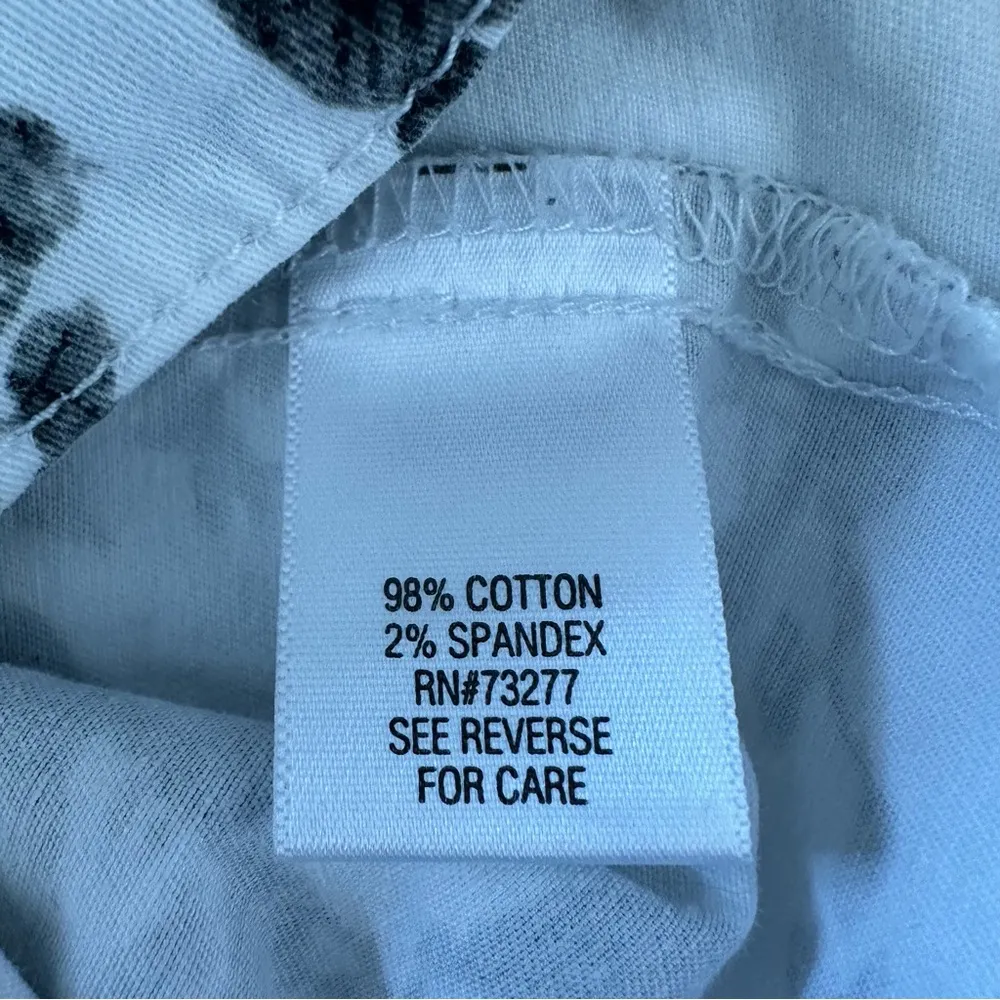 98% COTTON
2% SPANDEX
RN#73277
SEE REVERSE
FOR CARE